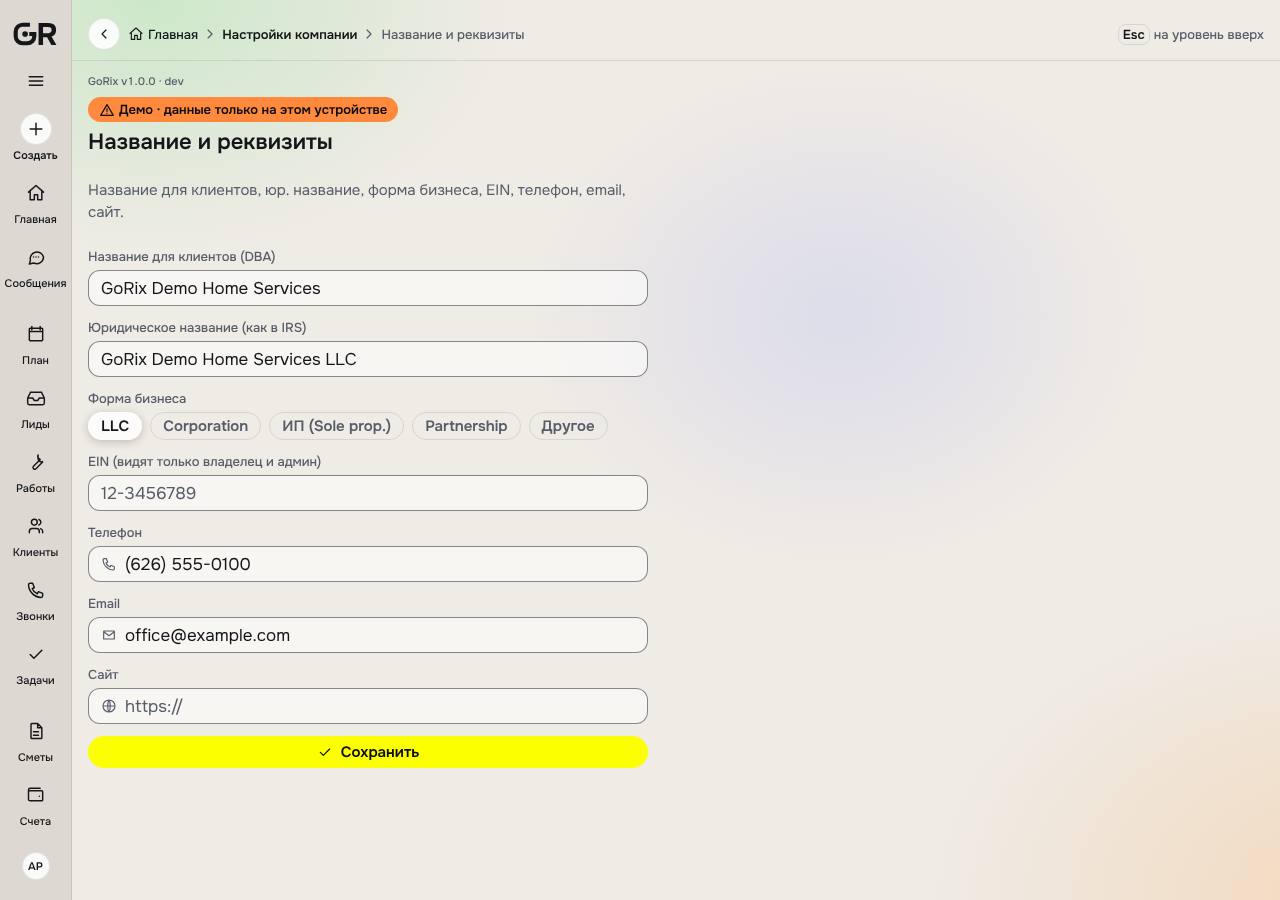 GR
Главная
Настройки компании
Название и реквизиты
Esc на уровень вверх
GoRix v1.0.0 · dev
Демо · данные только на этом устройстве
Название и реквизиты
Название для клиентов, юр. название, форма бизнеса, EIN, телефон, email,
сайт.
Название для клиентов (DBA)
GoRix Demo Home Services
Юридическое название (как в IRS)
GoRix Demo Home Services LLC
Форма бизнеса
LLC
Corporation
ИП (Sole prop.)
Partnership
Другое
EIN (видят только владелец и админ)
12-3456789
Телефон
(626) 555-0100
Email
office@example.com
Сайт
https://
Сохранить
Создать
Главная
Сообщения
План
Лиды
Работы
Клиенты
Звонки
Задачи
Сметы
Счета
AP